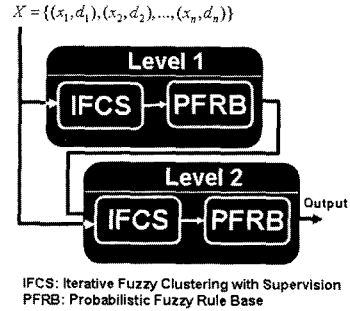 X = {(x₁,d₁),(x₂,d₂),...,(xₙ,dₙ)}
Level 1
IFCS
PFRB
Level 2
IFCS
PFRB
Output
IFCS: Iterative Fuzzy Clustering with Supervision
PFRB: Probabilistic Fuzzy Rule Base